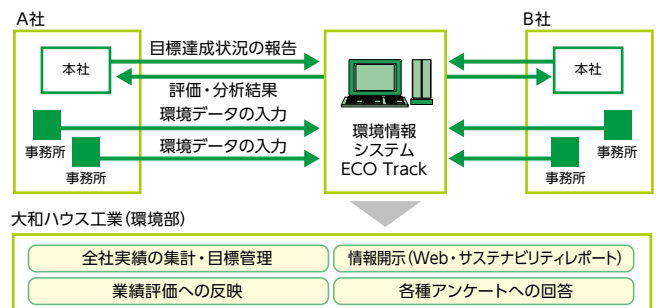 A社
B社
本社
目標達成状況の報告
評価・分析結果
本社
環境データの入力
環境データの入力
事務所
事務所
環境情報
システム
ECO Track
事務所
事務所
大和ハウス工業(環境部)
全社実績の集計・目標管理
情報開示(Web・サステナビリティレポート)
業績評価への反映
各種アンケートへの回答